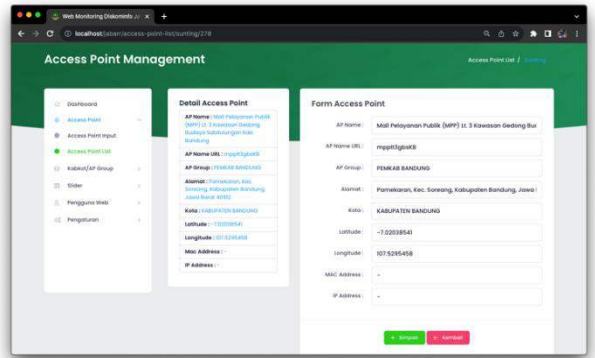 Web Monitoring Diskominfo J
localhost/jabar/access-point-list/sunting/278
Access Point Management
Access Point List / Sunting
Dashboard
Access Point
Access Point Input
Access Point List
Kabkot/AP Group
Slider
Pengguna Web
Pengaturan
Detail Access Point
AP Name : Mall Pelayanan Publik
(MPP) Lt. 3 Kawasan Gedong
Budaya Sabilulungan Kab.
Bandung
AP Name URL : mpplt3gbsKB
AP Group : PEMKAB BANDUNG
Alamat : Pamekaran, Kec.
Soreang, Kabupaten Bandung,
Jawa Barat 40912
Kota : KABUPATEN BANDUNG
Latitude : -7.02038541
Longitude : 107.5295458
Mac Address : -
IP Address : -
Form Access Point
AP Name : Mall Pelayanan Publik (MPP) Lt. 3 Kawasan Gedong Bud
AP Name URL : mpplt3gbsKB
AP Group : PEMKAB BANDUNG
Alamat : Pamekaran, Kec. Soreang, Kabupaten Bandung, Jawa
Kota : KABUPATEN BANDUNG
Latitude : -7.02038541
Longitude : 107.5295458
MAC Address : -
IP Address : -
+ Simpan
Kembali